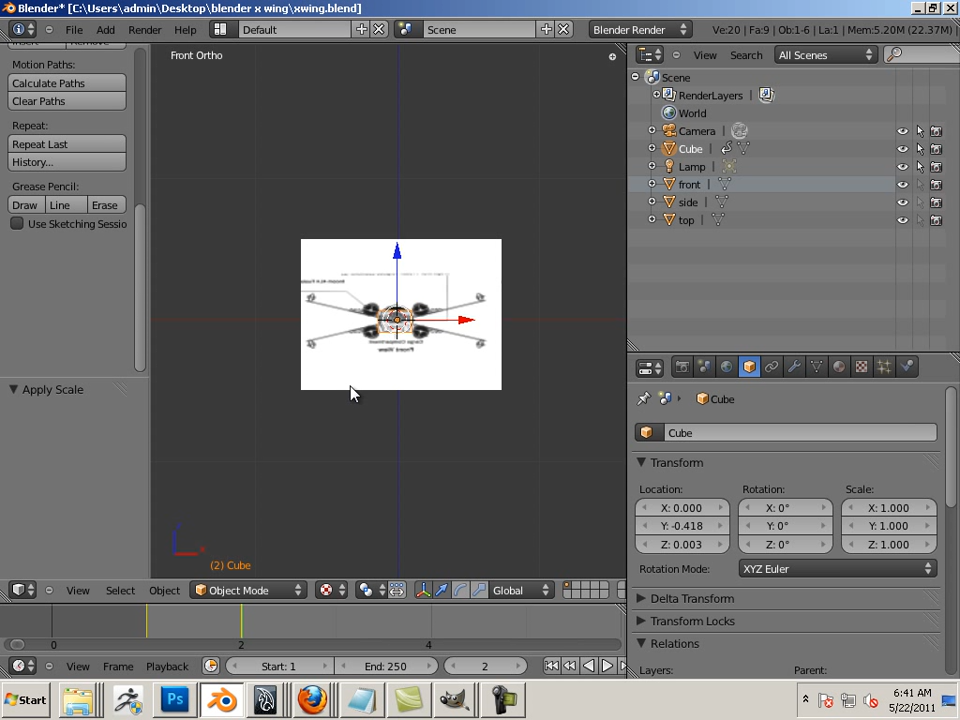 Blender* [C:\Users\admin\Desktop\blender x wing\xwing.blend]
File Add Render Help Default Scene Blender Render Ve:20 | Fa:9 | Ob:1-6 | La:1 | Mem:5.20M (22.37M) |
Motion Paths:
Calculate Paths
Clear Paths
Repeat:
Repeat Last
History...
Grease Pencil:
Draw Line Erase
Use Sketching Sessio
Apply Scale
Front Ortho
(2) Cube
View Select Object Object Mode Global
0 2 4
View Frame Playback Start: 1 End: 250 2
View Search All Scenes
Scene
RenderLayers |
World
Camera |
Cube |
Lamp |
front |
side |
top |
Cube
Cube
Transform
Location: Rotation: Scale:
X: 0.000 X: 0° X: 1.000
Y: -0.418 Y: 0° Y: 1.000
Z: 0.003 Z: 0° Z: 1.000
Rotation Mode: XYZ Euler
Delta Transform
Transform Locks
Relations
Layers: Parent:
Start Ps 6:41 AM
5/22/2011